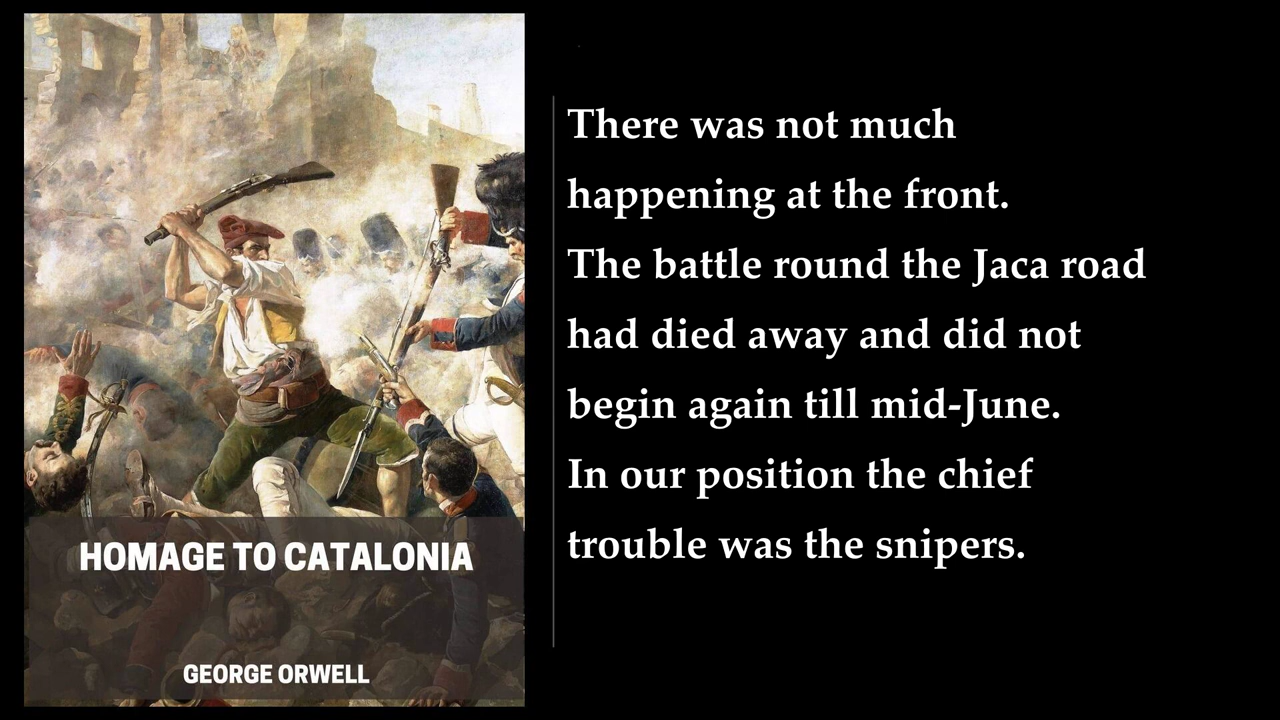 HOMAGE TO CATALONIA
GEORGE ORWELL
There was not much
happening at the front.
The battle round the Jaca road
had died away and did not
begin again till mid-June.
In our position the chief
trouble was the snipers.